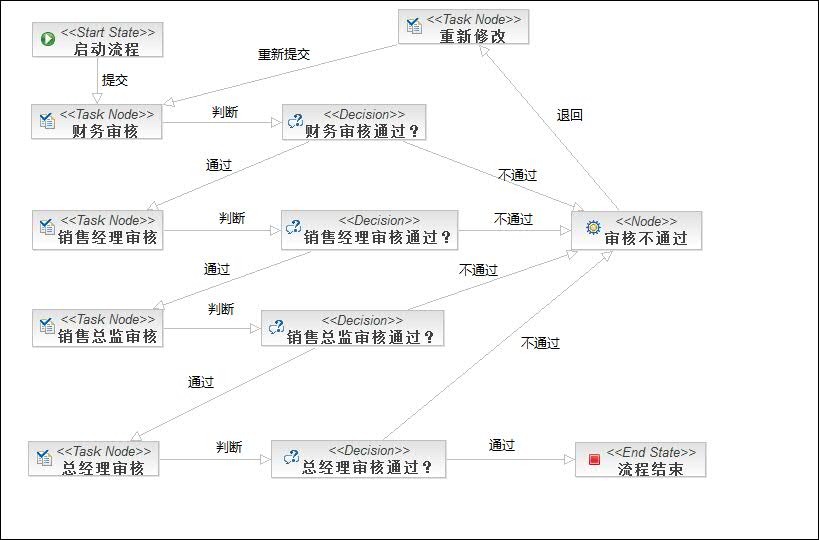 <<Start State>>
启动流程
<<Task Node>>
重新修改
重新提交
提交
<<Task Node>>
财务审核
判断
<<Decision>>
财务审核通过？
退回
通过
不通过
<<Task Node>>
销售经理审核
判断
<<Decision>>
销售经理审核通过？
不通过
<<Node>>
审核不通过
通过
不通过
<<Task Node>>
销售总监审核
判断
<<Decision>>
销售总监审核通过？
不通过
通过
<<Task Node>>
总经理审核
判断
<<Decision>>
总经理审核通过？
通过
<<End State>>
流程结束